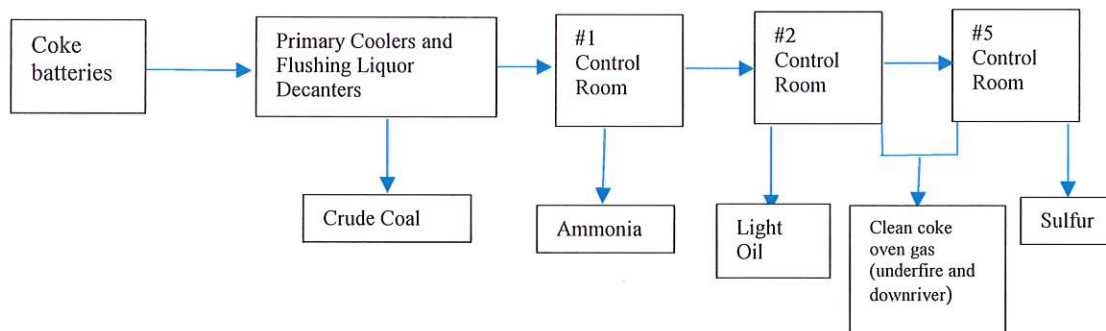 Coke
batteries
Primary Coolers and
Flushing Liquor
Decanters
#1
Control
Room
#2
Control
Room
#5
Control
Room
Crude Coal
Ammonia
Light
Oil
Clean coke
oven gas
(underfire and
downriver)
Sulfur